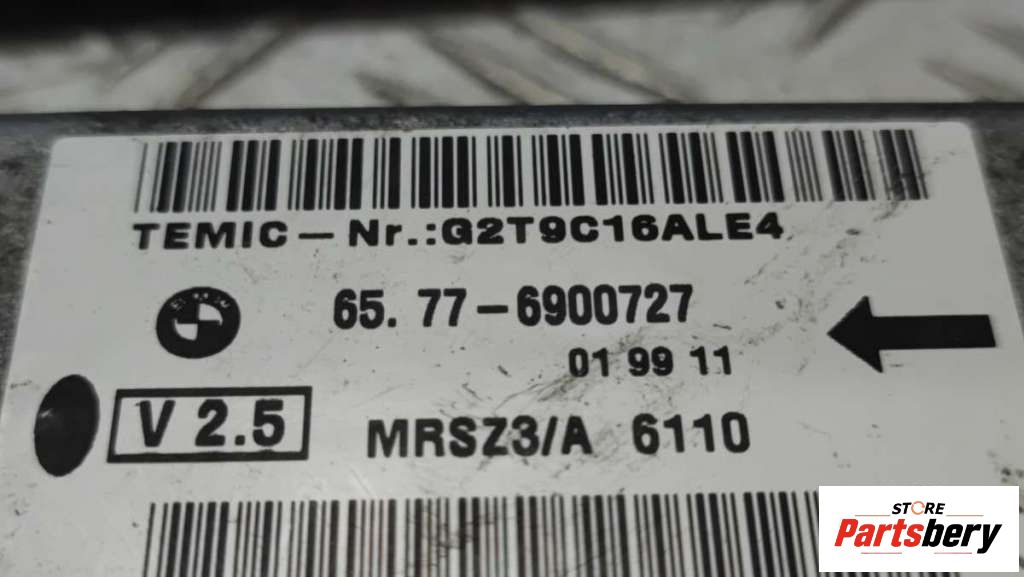 TEMIC – Nr.:G2T9C16ALE4
65.77-6900727
01 99 11
V 2.5
MRSZ3/A 6110
STORE
Partsbery